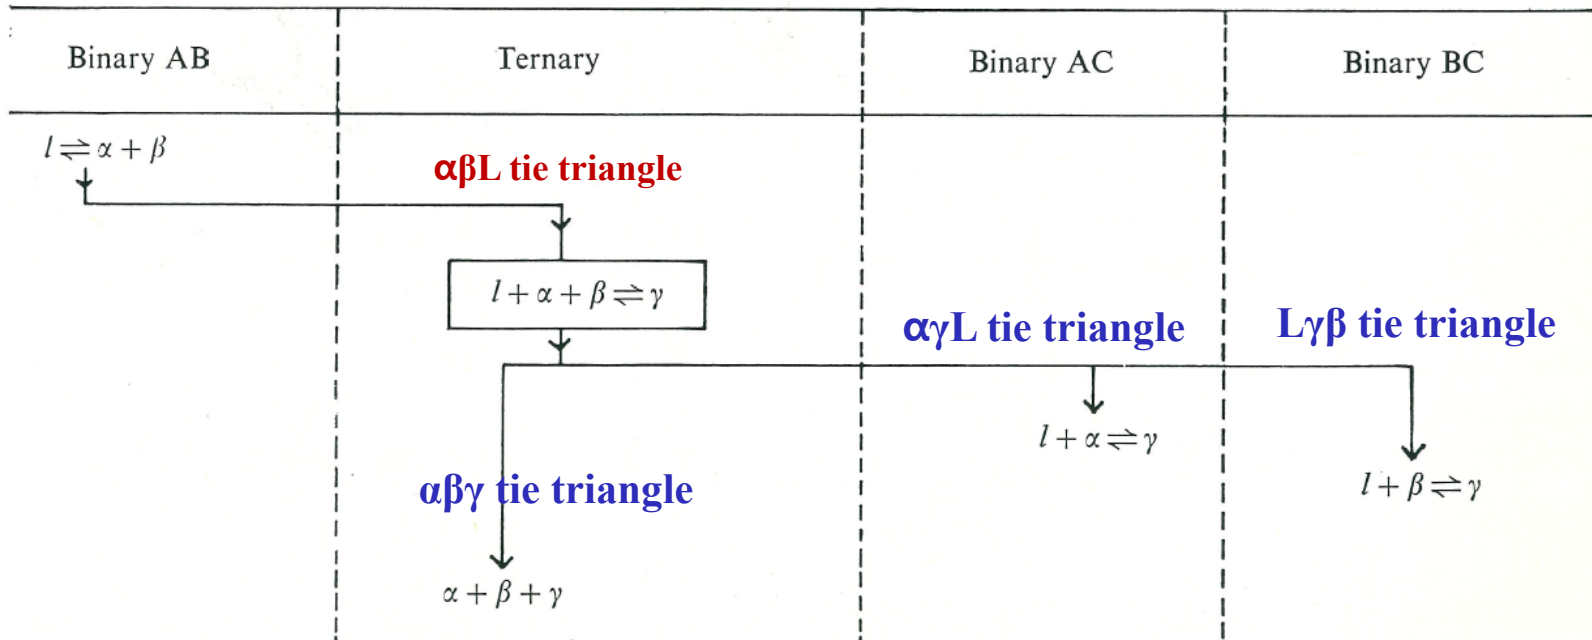 Binary AB
Ternary
Binary AC
Binary BC
l ⇌ α + β
αβL tie triangle
l + α + β ⇌ γ
αγL tie triangle
Lγβ tie triangle
l + α ⇌ γ
αβγ tie triangle
l + β ⇌ γ
α + β + γ